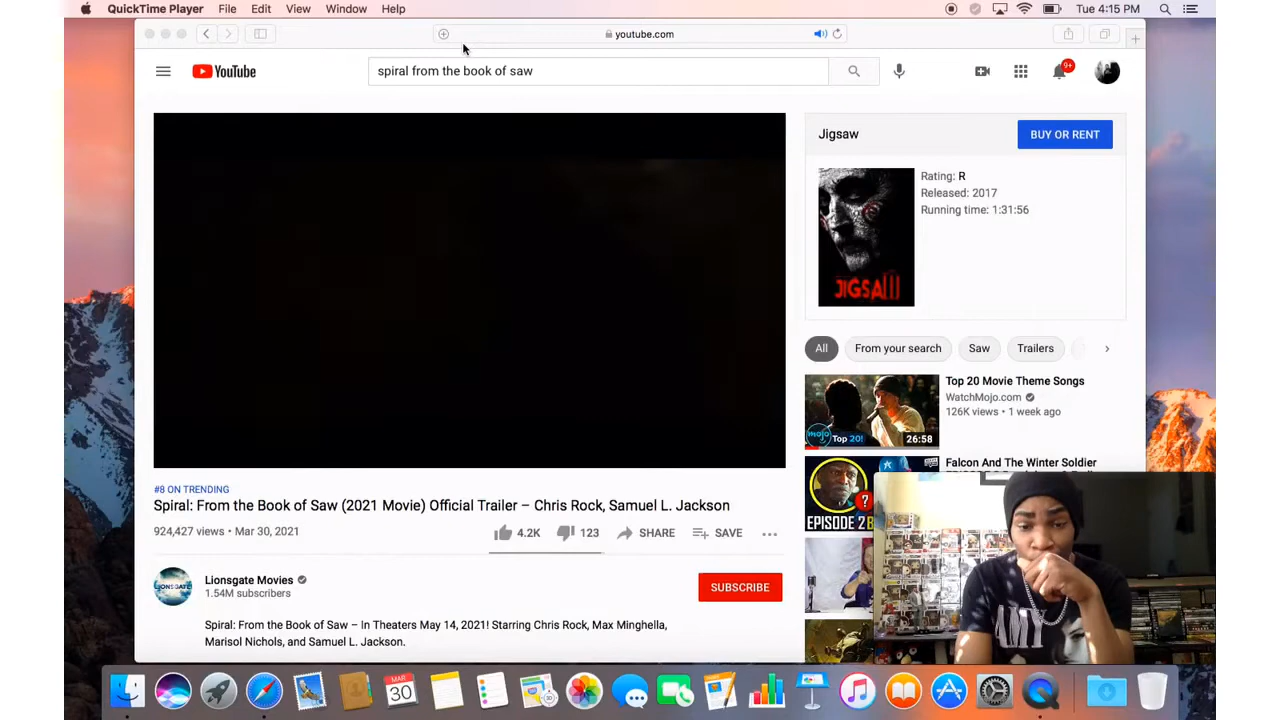 QuickTime Player File Edit View Window Help Tue 4:15 PM
youtube.com
YouTube spiral from the book of saw 9+
Jigsaw BUY OR RENT
Rating: R
Released: 2017
Running time: 1:31:56
JIGSAW
All From your search Saw Trailers
Top 20 Movie Theme Songs
WatchMojo.com
126K views • 1 week ago
mojo Top 20! 26:58
Falcon And The Winter Soldier
EPISODE 2
#8 ON TRENDING
Spiral: From the Book of Saw (2021 Movie) Official Trailer – Chris Rock, Samuel L. Jackson
924,427 views • Mar 30, 2021 4.2K 123 SHARE SAVE
LIONSGATE
Lionsgate Movies
1.54M subscribers
SUBSCRIBE
Spiral: From the Book of Saw – In Theaters May 14, 2021! Starring Chris Rock, Max Minghella,
Marisol Nichols, and Samuel L. Jackson.
MAR
30